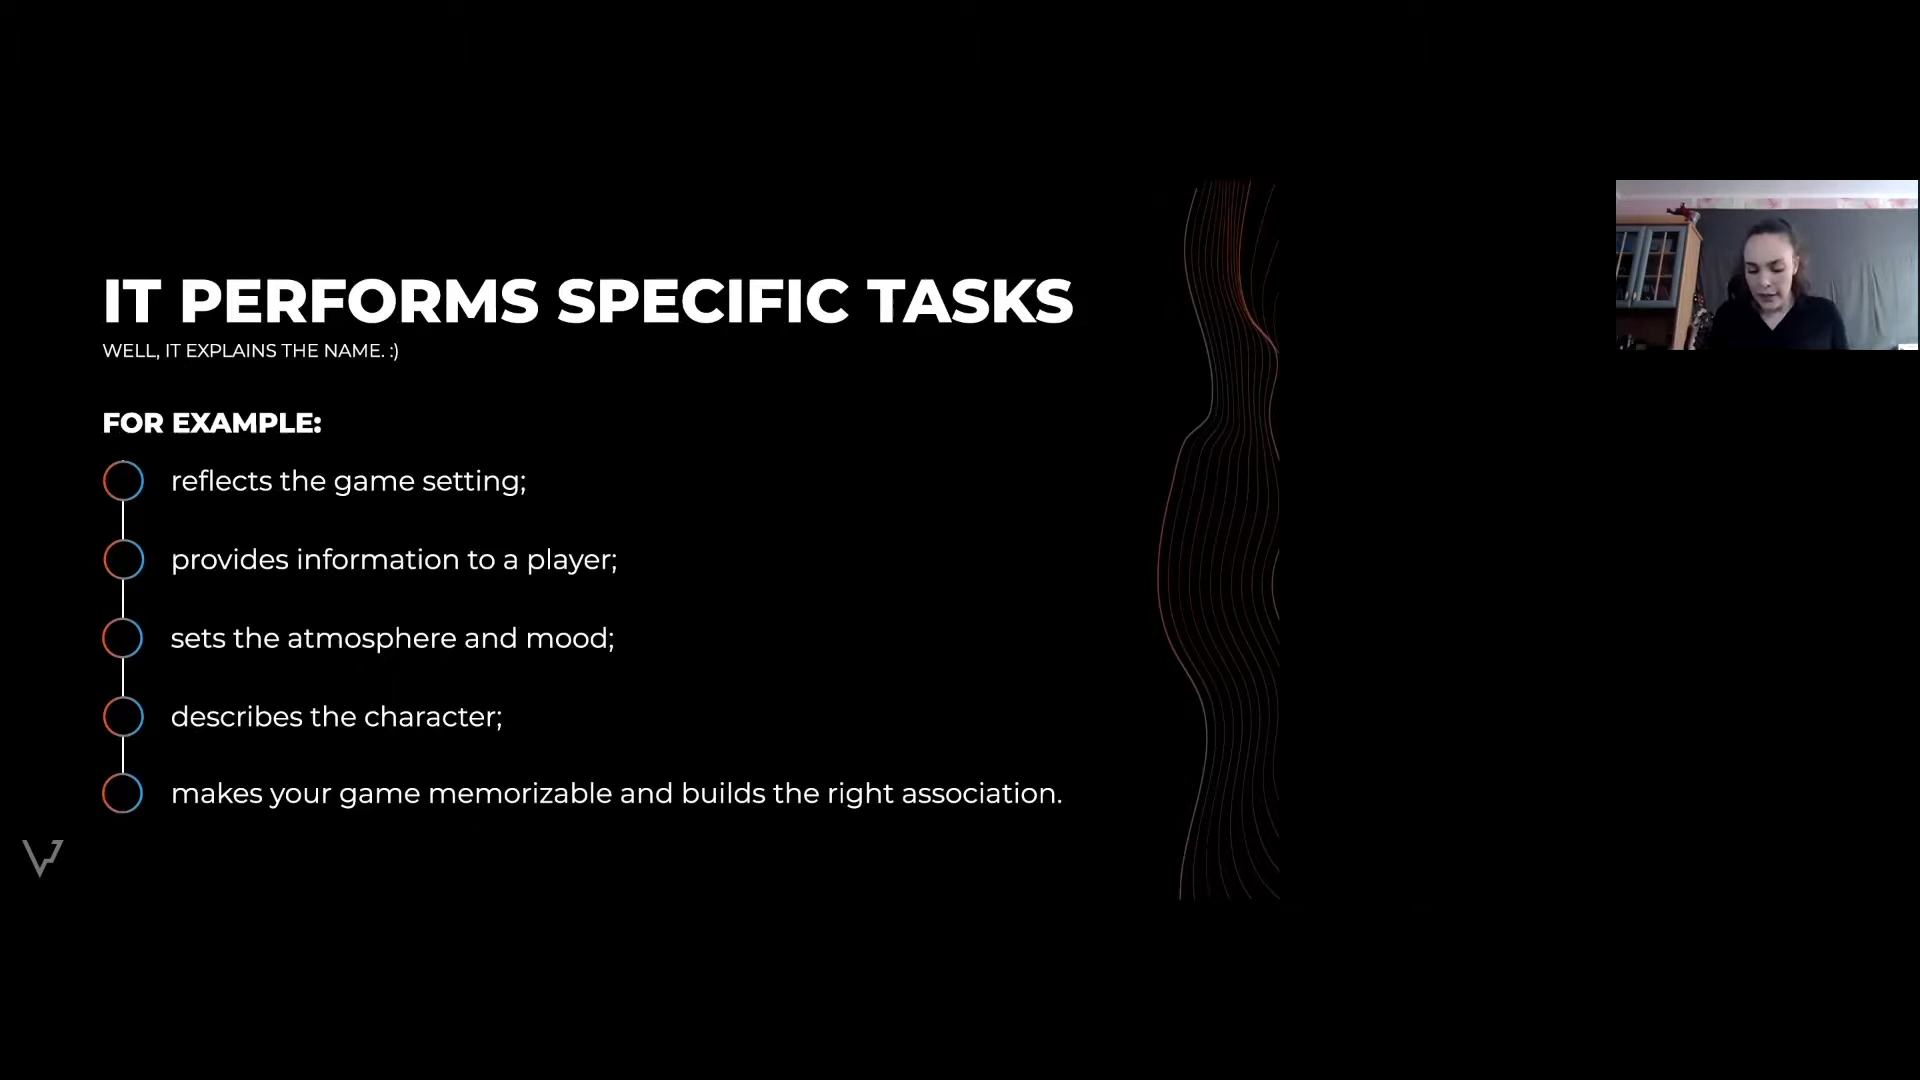 IT PERFORMS SPECIFIC TASKS
WELL, IT EXPLAINS THE NAME. :)
FOR EXAMPLE:
reflects the game setting;
provides information to a player;
sets the atmosphere and mood;
describes the character;
makes your game memorizable and builds the right association.